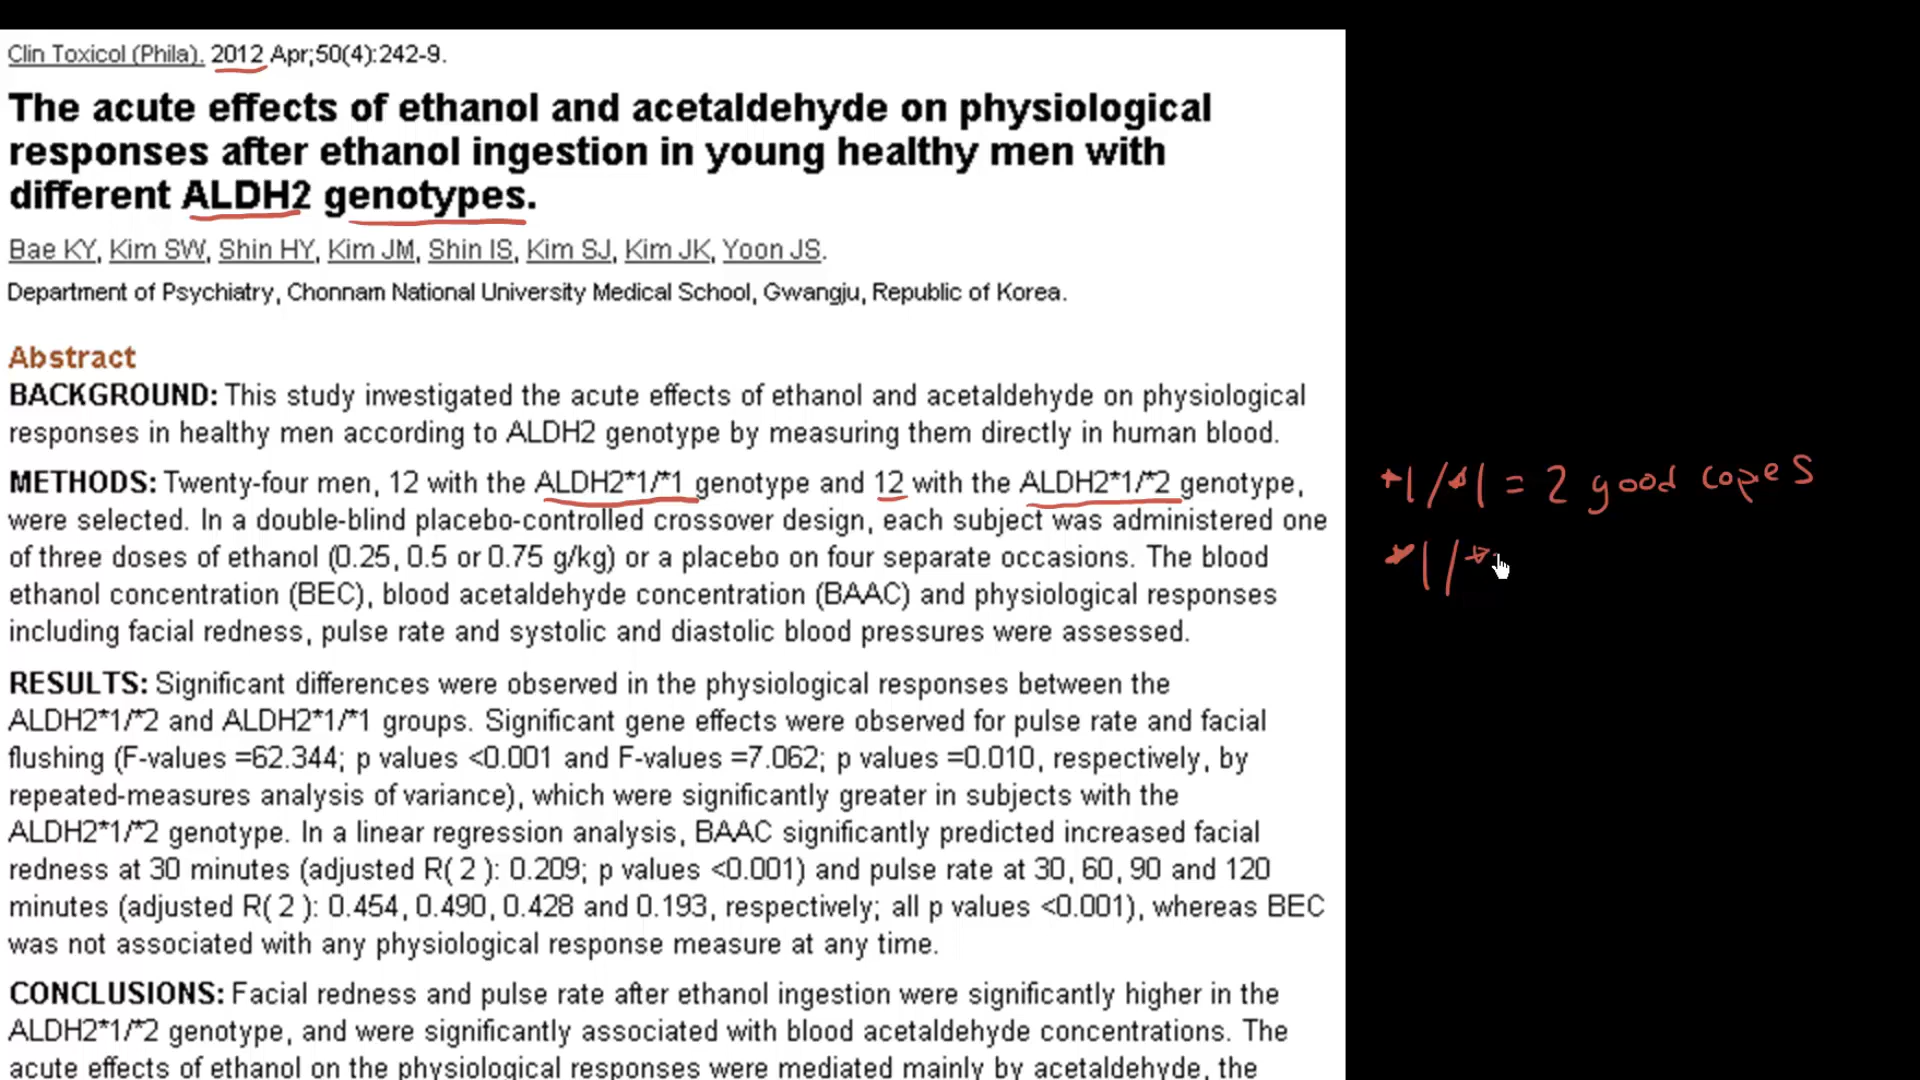 Clin Toxicol (Phila). 2012 Apr;50(4):242-9.
The acute effects of ethanol and acetaldehyde on physiological
responses after ethanol ingestion in young healthy men with
different ALDH2 genotypes.
Bae KY, Kim SW, Shin HY, Kim JM, Shin IS, Kim SJ, Kim JK, Yoon JS.
Department of Psychiatry, Chonnam National University Medical School, Gwangju, Republic of Korea.
Abstract
BACKGROUND: This study investigated the acute effects of ethanol and acetaldehyde on physiological
responses in healthy men according to ALDH2 genotype by measuring them directly in human blood.
METHODS: Twenty-four men, 12 with the ALDH2*1/*1 genotype and 12 with the ALDH2*1/*2 genotype,
were selected. In a double-blind placebo-controlled crossover design, each subject was administered one
of three doses of ethanol (0.25, 0.5 or 0.75 g/kg) or a placebo on four separate occasions. The blood
ethanol concentration (BEC), blood acetaldehyde concentration (BAAC) and physiological responses
including facial redness, pulse rate and systolic and diastolic blood pressures were assessed.
RESULTS: Significant differences were observed in the physiological responses between the
ALDH2*1/*2 and ALDH2*1/*1 groups. Significant gene effects were observed for pulse rate and facial
flushing (F-values =62.344; p values <0.001 and F-values =7.062; p values =0.010, respectively, by
repeated-measures analysis of variance), which were significantly greater in subjects with the
ALDH2*1/*2 genotype. In a linear regression analysis, BAAC significantly predicted increased facial
redness at 30 minutes (adjusted R( 2 ): 0.209; p values <0.001) and pulse rate at 30, 60, 90 and 120
minutes (adjusted R( 2 ): 0.454, 0.490, 0.428 and 0.193, respectively; all p values <0.001), whereas BEC
was not associated with any physiological response measure at any time.
CONCLUSIONS: Facial redness and pulse rate after ethanol ingestion were significantly higher in the
ALDH2*1/*2 genotype, and were significantly associated with blood acetaldehyde concentrations. The
acute effects of ethanol on the physiological responses were mediated mainly by acetaldehyde, the
*1/*1 = 2 good copies
*1/*